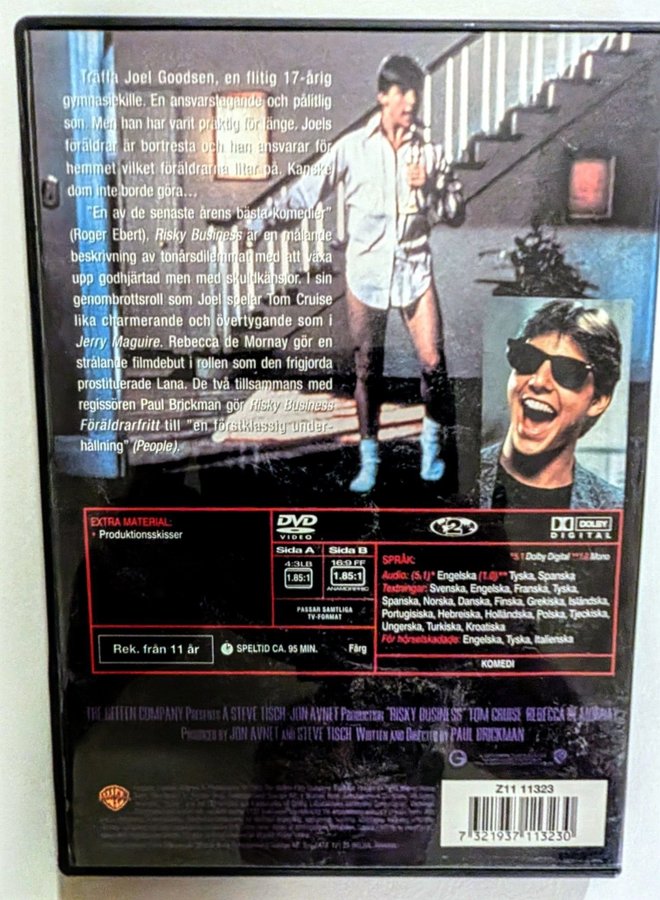 Träffa Joel Goodsen, en flitig 17-årig
gymnasiekille. En ansvarstagande och pålitlig
son. Men han har varit präktig för länge. Joels
föräldrar är bortresta och han ansvarar för
hemmet vilket föräldrarna litar på. Kanske
dom inte borde göra...
"En av de senaste årens bästa komedier"
(Roger Ebert). Risky Business är en målande
beskrivning av tonårsdilemmat med att växa
upp godhjärtad men med skuldkänslor. I sin
genombrottsroll som Joel spelar Tom Cruise
lika charmerande och övertygande som i
Jerry Maguire. Rebecca de Mornay gör en
strålande filmdebut i rollen som den frigjorda
prostituerade Lana. De två tillsammans med
regissören Paul Brickman gör Risky Business
Föräldrarfritt till "en förstklassig under-
hållning" (People).
EXTRA MATERIAL:
• Produktionsskisser
DVD
VIDEO
Sida A Sida B
4:3LB 16:9 FF
1.85:1 1.85:1
ANAMORPHIC
PASSAR SAMTLIGA
TV-FORMAT
2
DOLBY
DIGITAL
SPRÅK: *5.1 Dolby Digital **1.0 Mono
Audio: (5.1)* Engelska (1.0)** Tyska, Spanska
Textningar: Svenska, Engelska, Franska, Tyska,
Spanska, Norska, Danska, Finska, Grekiska, Isländska,
Portugisiska, Hebreiska, Holländska, Polska, Tjeckiska,
Ungerska, Turkiska, Kroatiska
För hörselskadade: Engelska, Tyska, Italienska
KOMEDI
Rek. från 11 år
SPELTID CA. 95 MIN. Färg
THE GEFFEN COMPANY PRESENTS A STEVE TISCH-JON AVNET PRODUCTION "RISKY BUSINESS" TOM CRUISE REBECCA DE MORNAY
PRODUCED BY JON AVNET AND STEVE TISCH WRITTEN AND DIRECTED BY PAUL BRICKMAN
Z11 11323
7 321937 113230